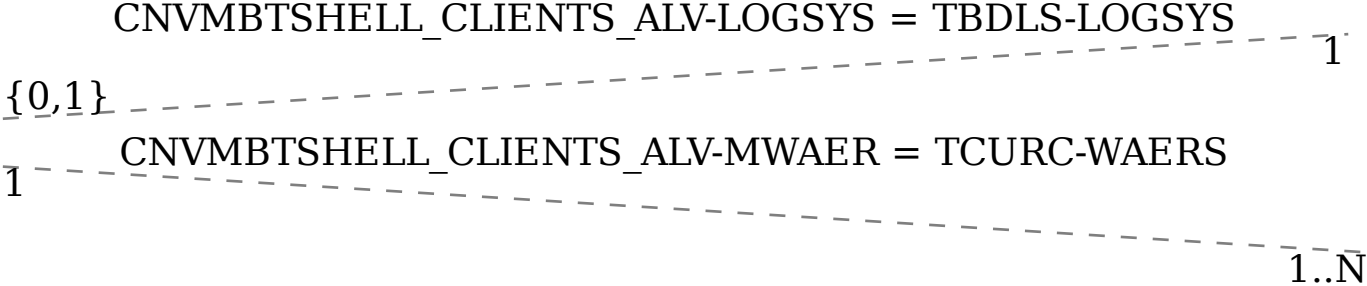 CNVMBTSHELL_CLIENTS_ALV-LOGSYS = TBDLS-LOGSYS
1
{0,1}
CNVMBTSHELL_CLIENTS_ALV-MWAER = TCURC-WAERS
1
1..N